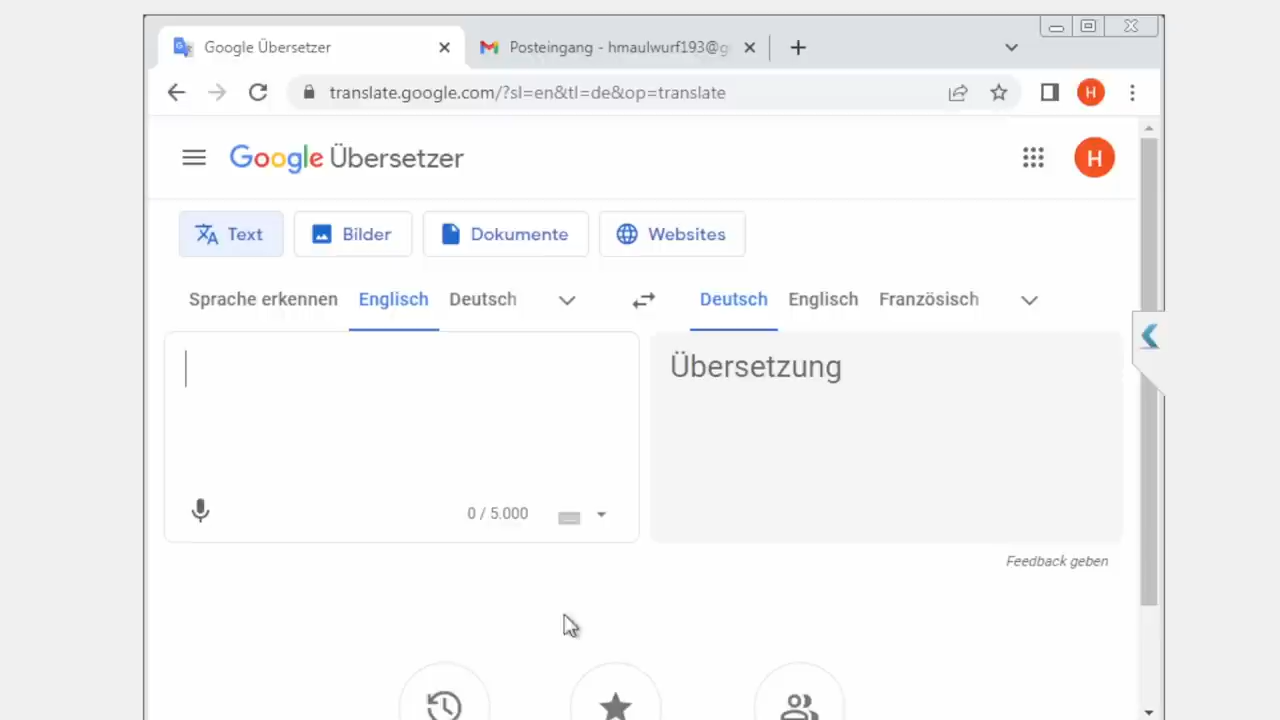 Google Übersetzer
Posteingang - hmaulwurf193@g
translate.google.com/?sl=en&tl=de&op=translate
H
Google Übersetzer
H
Text
Bilder
Dokumente
Websites
Sprache erkennen
Englisch
Deutsch
Deutsch
Englisch
Französisch
Übersetzung
0 / 5.000
Feedback geben